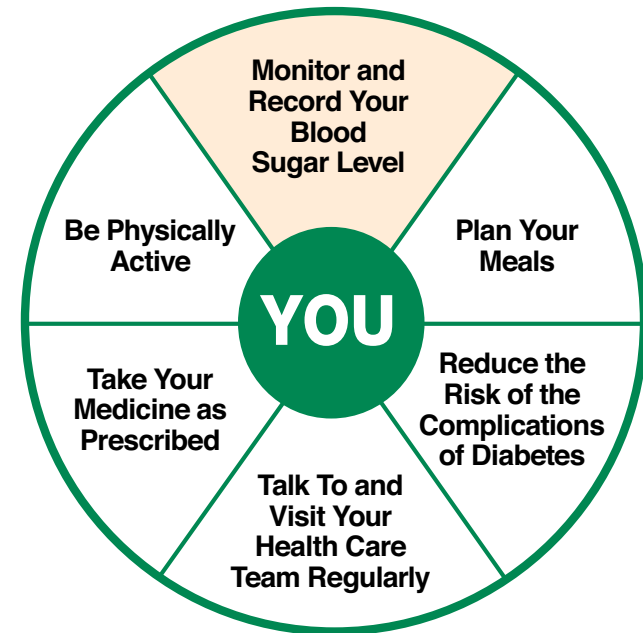 Monitor and
Record Your
Blood
Sugar Level
Plan Your
Meals
Reduce the
Risk of the
Complications
of Diabetes
Talk To and
Visit Your
Health Care
Team Regularly
Take Your
Medicine as
Prescribed
Be Physically
Active
YOU